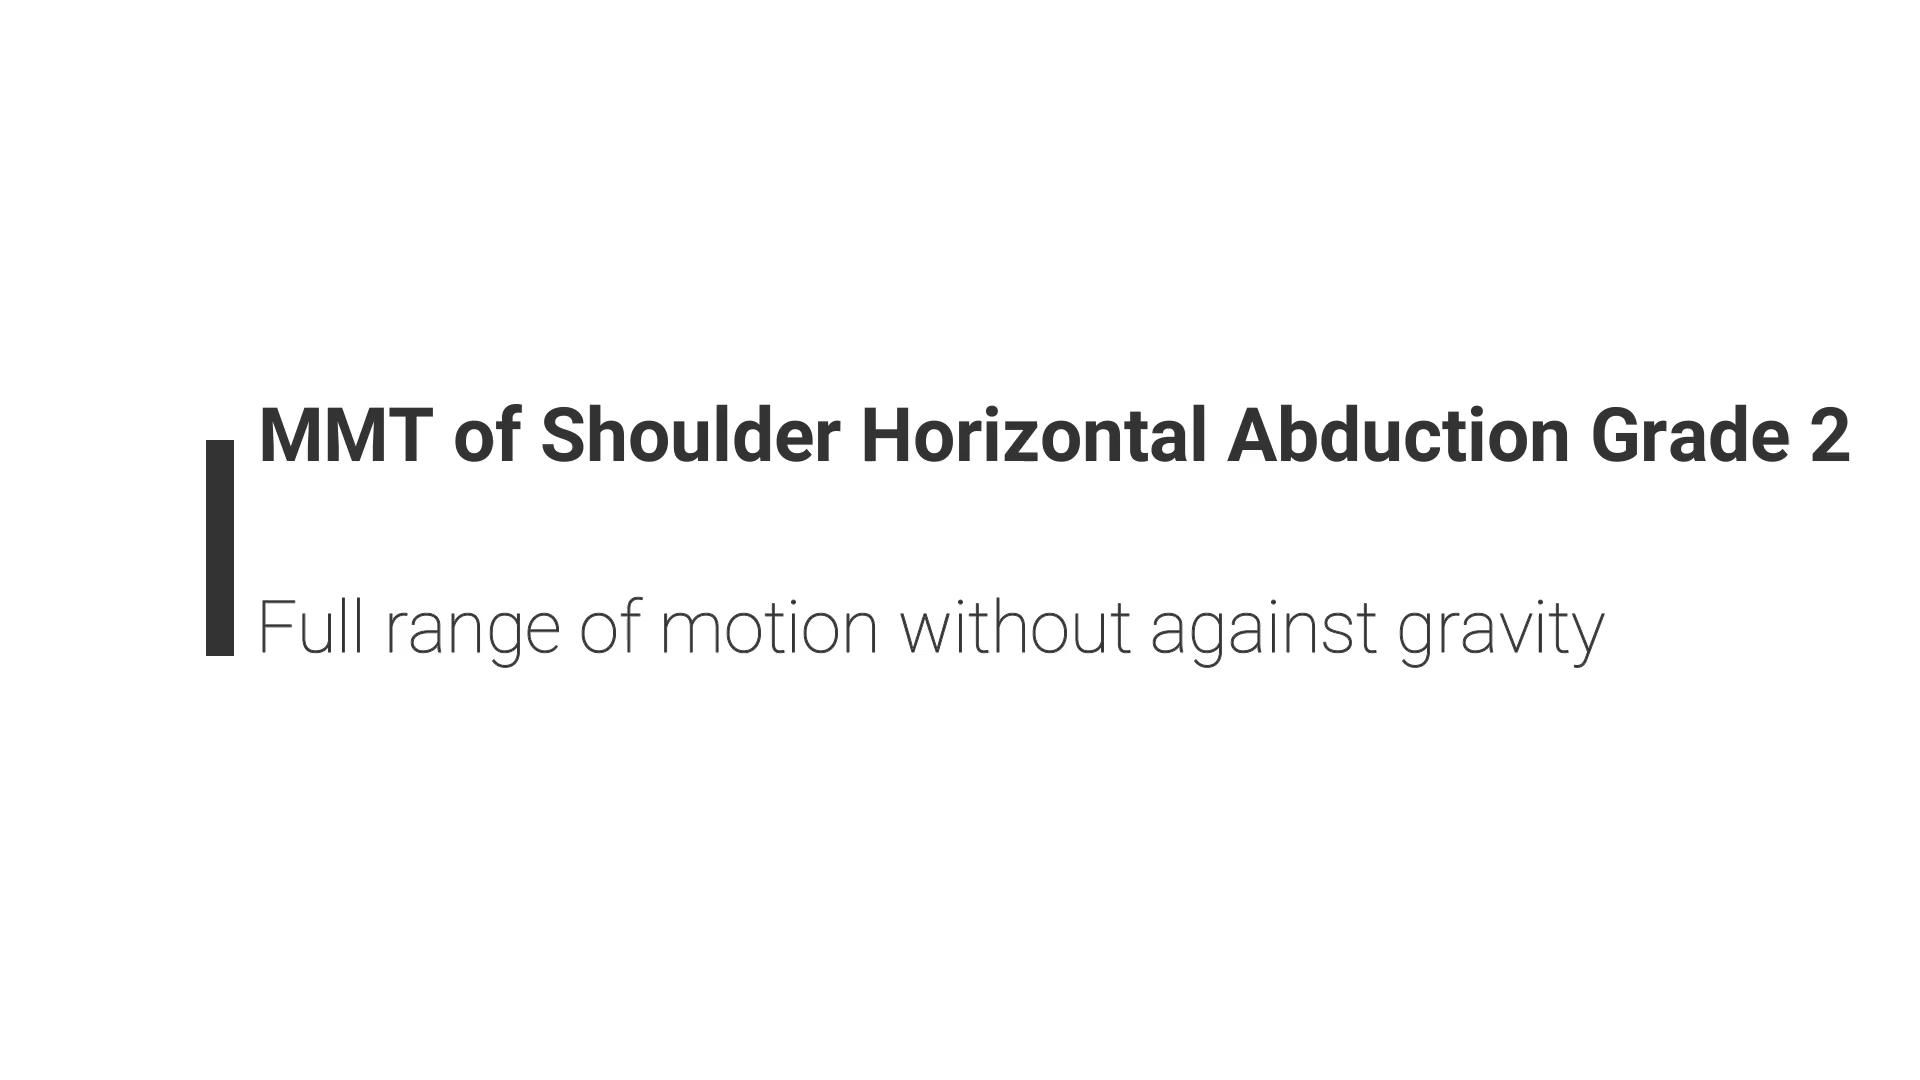 MMT of Shoulder Horizontal Abduction Grade 2
Full range of motion without against gravity